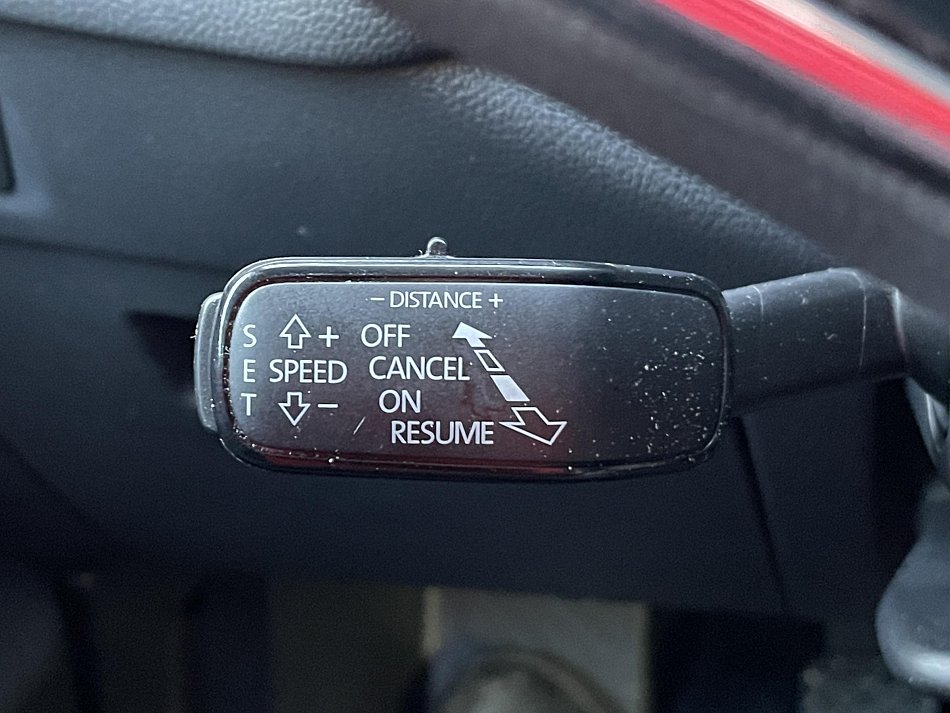 − DISTANCE +
S ⇧ + OFF
E SPEED CANCEL
T ⇩ − ON
RESUME